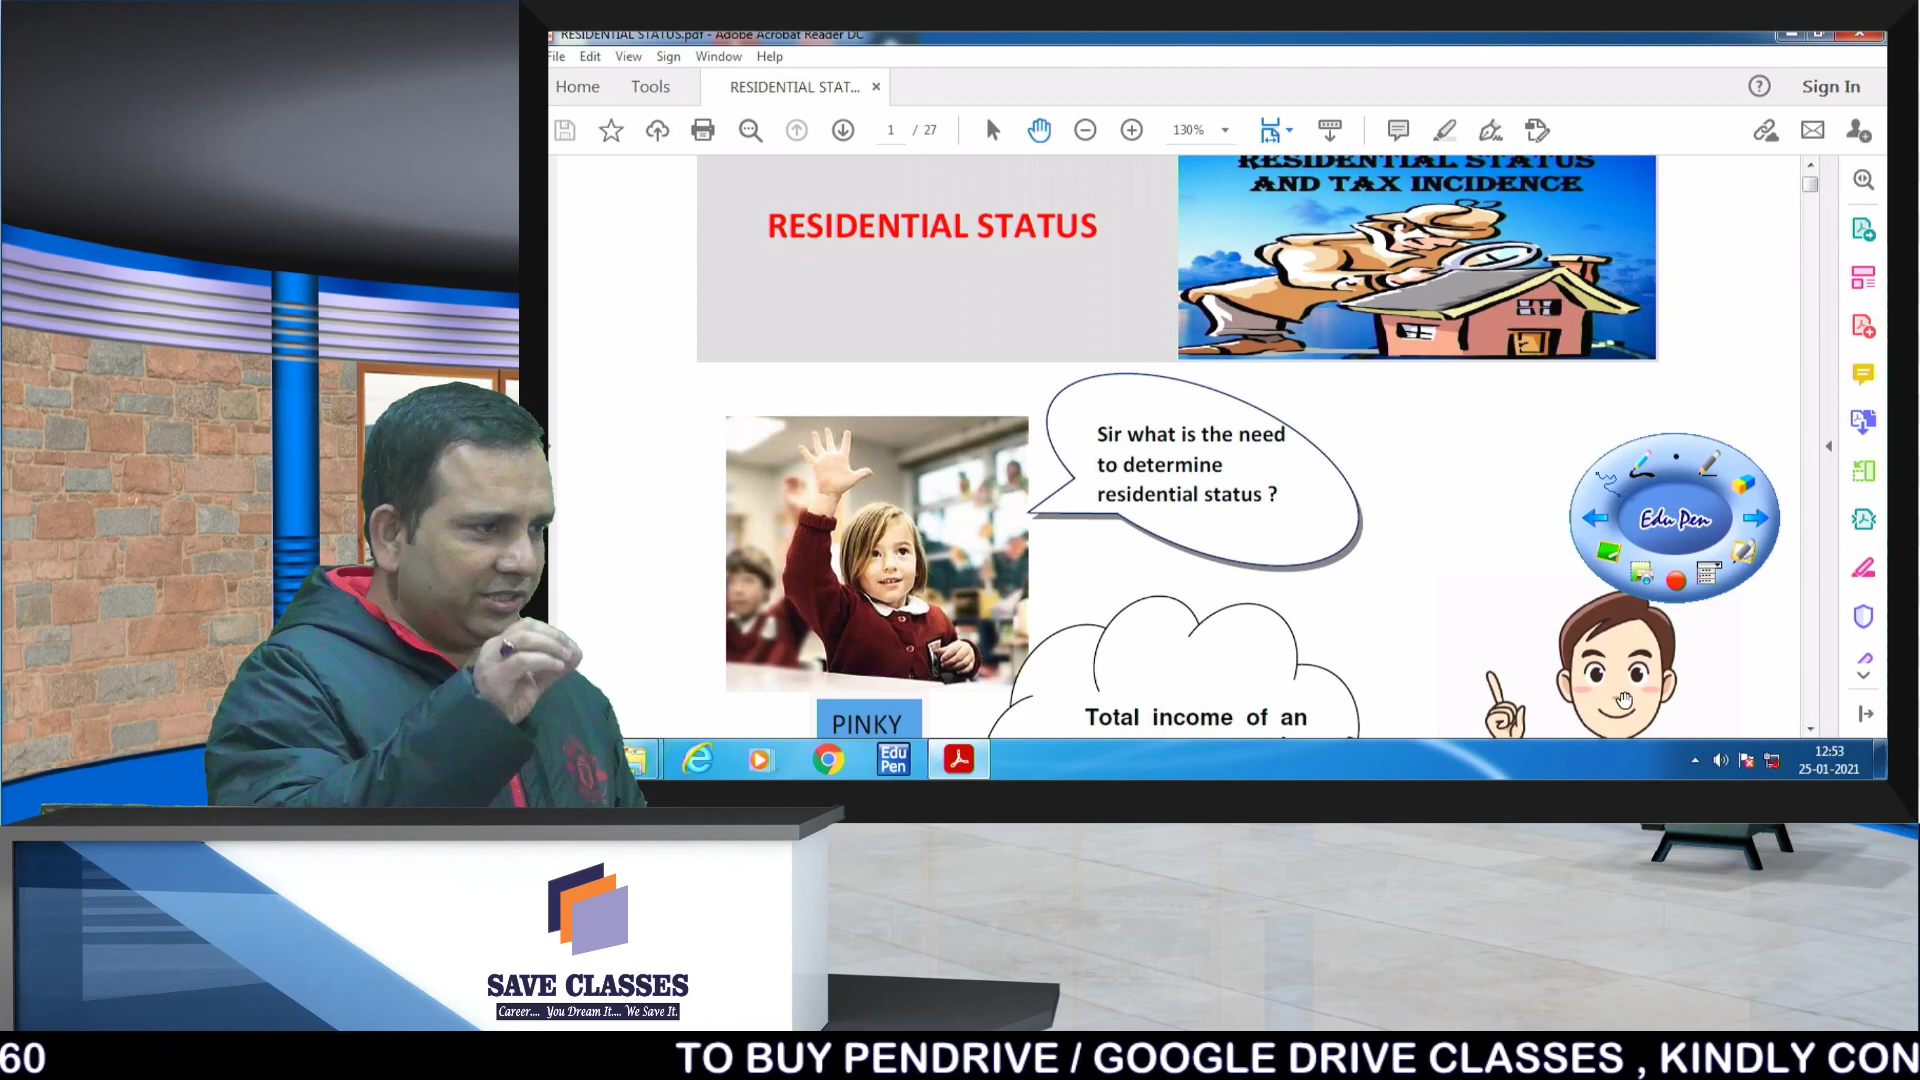 RESIDENTIAL STATUS.pdf - Adobe Acrobat Reader DC
File Edit View Sign Window Help
Home Tools RESIDENTIAL STAT... × Sign In
1 / 27 130%
RESIDENTIAL STATUS
AND TAX INCIDENCE
RESIDENTIAL STATUS
Sir what is the need
to determine
residential status ?
Edu Pen
Total income of an
PINKY
Edu
Pen
12:53
25-01-2021
SAVE CLASSES
Career.... You Dream It.... We Save It.
60 TO BUY PENDRIVE / GOOGLE DRIVE CLASSES , KINDLY CON